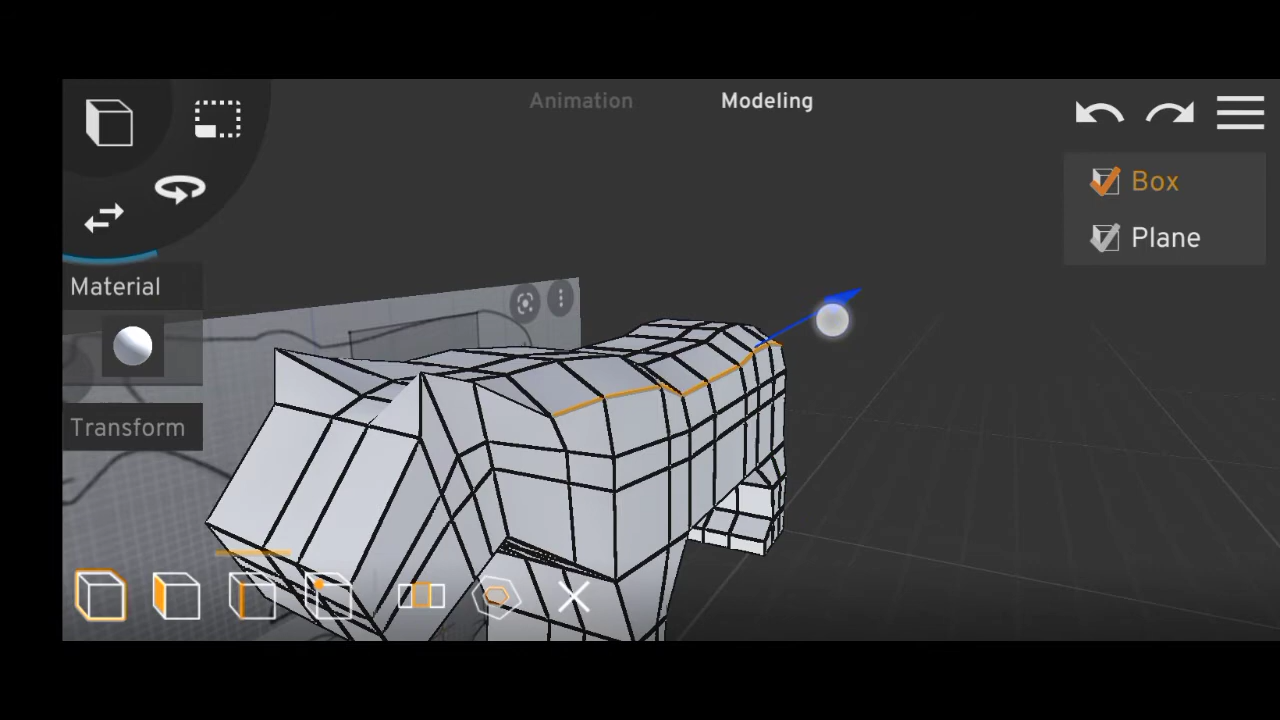 Animation
Modeling
Box
Plane
Material
Transform